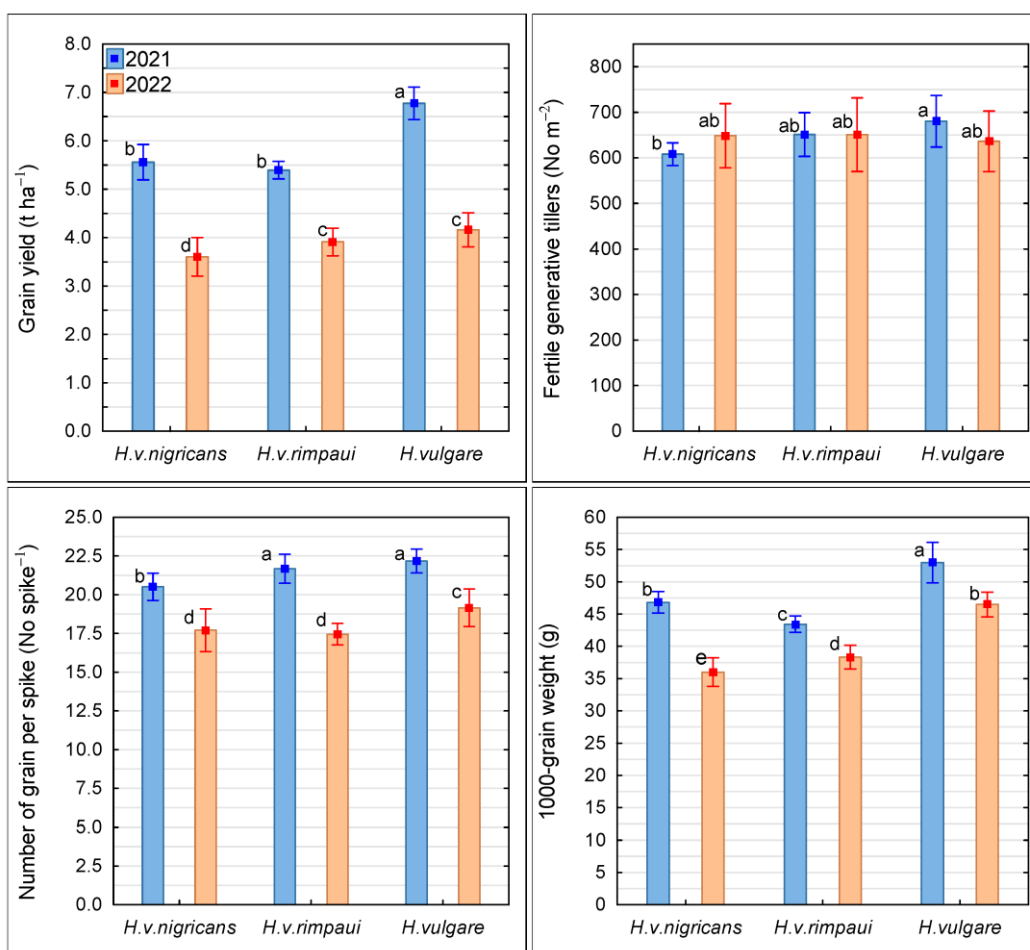 Grain yield (t ha⁻¹)
8.0
7.0
6.0
5.0
4.0
3.0
2.0
1.0
0.0
2021
2022
b
d
b
c
a
c
H.v.nigricans
H.v.rimpaui
H.vulgare
Fertile generative tillers (No m⁻²)
800
700
600
500
400
300
200
100
0
b
ab
ab
ab
a
ab
H.v.nigricans
H.v.rimpaui
H.vulgare
Number of grain per spike (No spike⁻¹)
25.0
22.5
20.0
17.5
15.0
12.5
10.0
7.5
5.0
2.5
0.0
b
d
a
d
a
c
H.v.nigricans
H.v.rimpaui
H.vulgare
1000-grain weight (g)
60
55
50
45
40
35
30
25
20
15
10
5
0
b
e
c
d
a
b
H.v.nigricans
H.v.rimpaui
H.vulgare